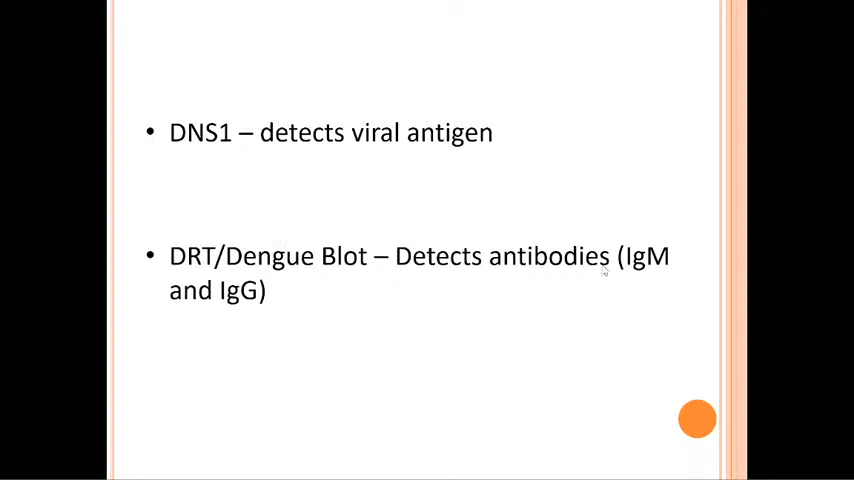 • DNS1 – detects viral antigen
• DRT/Dengue Blot – Detects antibodies (IgM
and IgG)